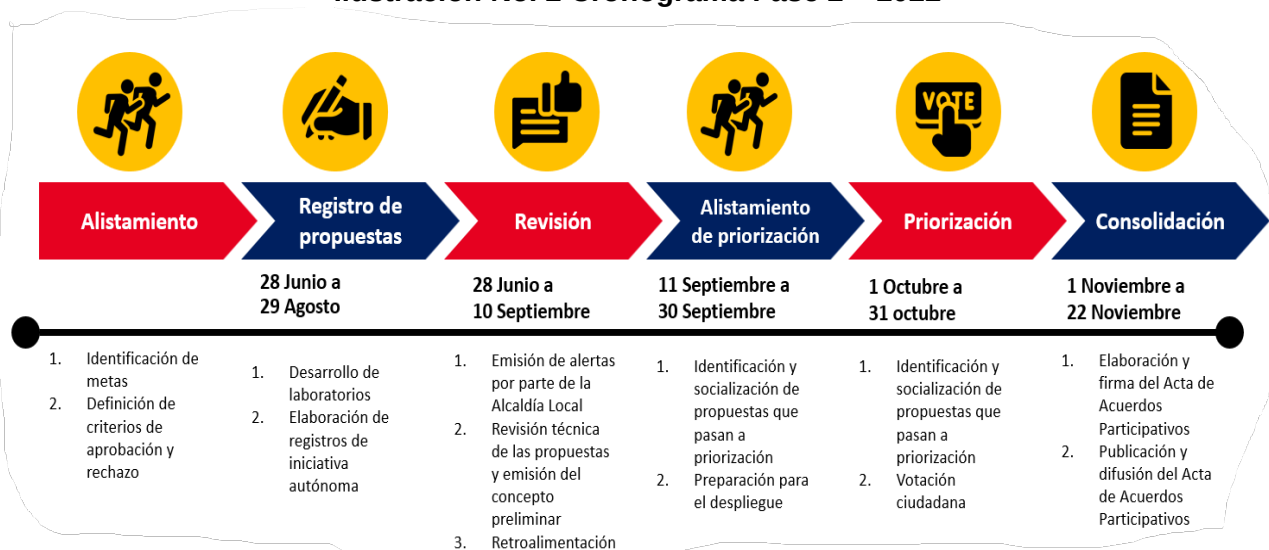 VOTE
Alistamiento
Registro de
propuestas
Revisión
Alistamiento
de priorización
Priorización
Consolidación
28 Junio a
29 Agosto
28 Junio a
10 Septiembre
11 Septiembre a
30 Septiembre
1 Octubre a
31 octubre
1 Noviembre a
22 Noviembre
1. Identificación de
metas
2. Definición de
criterios de
aprobación y
rechazo
1. Desarrollo de
laboratorios
2. Elaboración de
registros de
iniciativa
autónoma
1. Emisión de alertas
por parte de la
Alcaldía Local
2. Revisión técnica
de las propuestas
y emisión del
concepto
preliminar
3. Retroalimentación
1. Identificación y
socialización de
propuestas que
pasan a
priorización
2. Preparación para
el despliegue
1. Identificación y
socialización de
propuestas que
pasan a
priorización
2. Votación
ciudadana
1. Elaboración y
firma del Acta de
Acuerdos
Participativos
2. Publicación y
difusión del Acta
de Acuerdos
Participativos